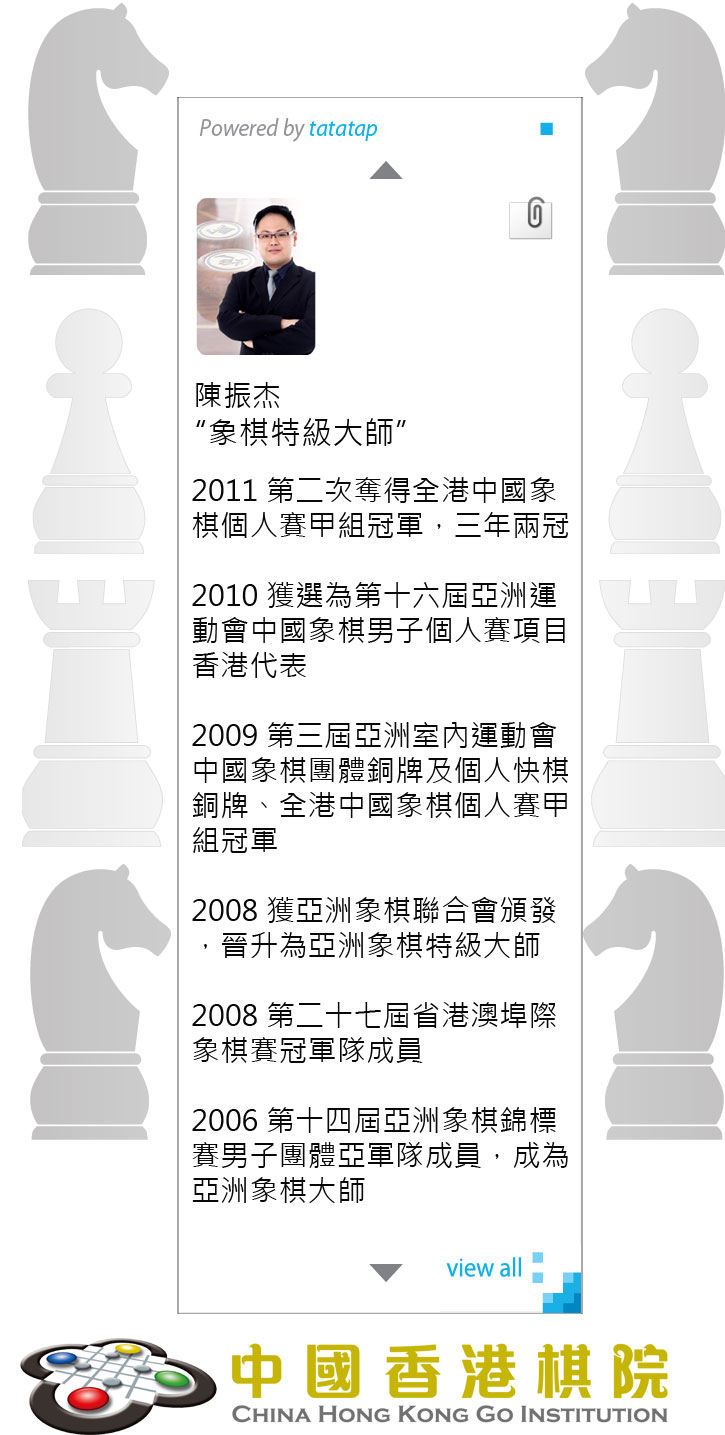 Powered by tatatap
陳振杰
“象棋特級大師”
2011 第二次奪得全港中國象
棋個人賽甲組冠軍，三年兩冠
2010 獲選為第十六屆亞洲運
動會中國象棋男子個人賽項目
香港代表
2009 第三屆亞洲室內運動會
中國象棋團體銅牌及個人快棋
銅牌、全港中國象棋個人賽甲
組冠軍
2008 獲亞洲象棋聯合會頒發
，晉升為亞洲象棋特級大師
2008 第二十七屆省港澳埠際
象棋賽冠軍隊成員
2006 第十四屆亞洲象棋錦標
賽男子團體亞軍隊成員，成為
亞洲象棋大師
view all
中國香港棋院
CHINA HONG KONG GO INSTITUTION